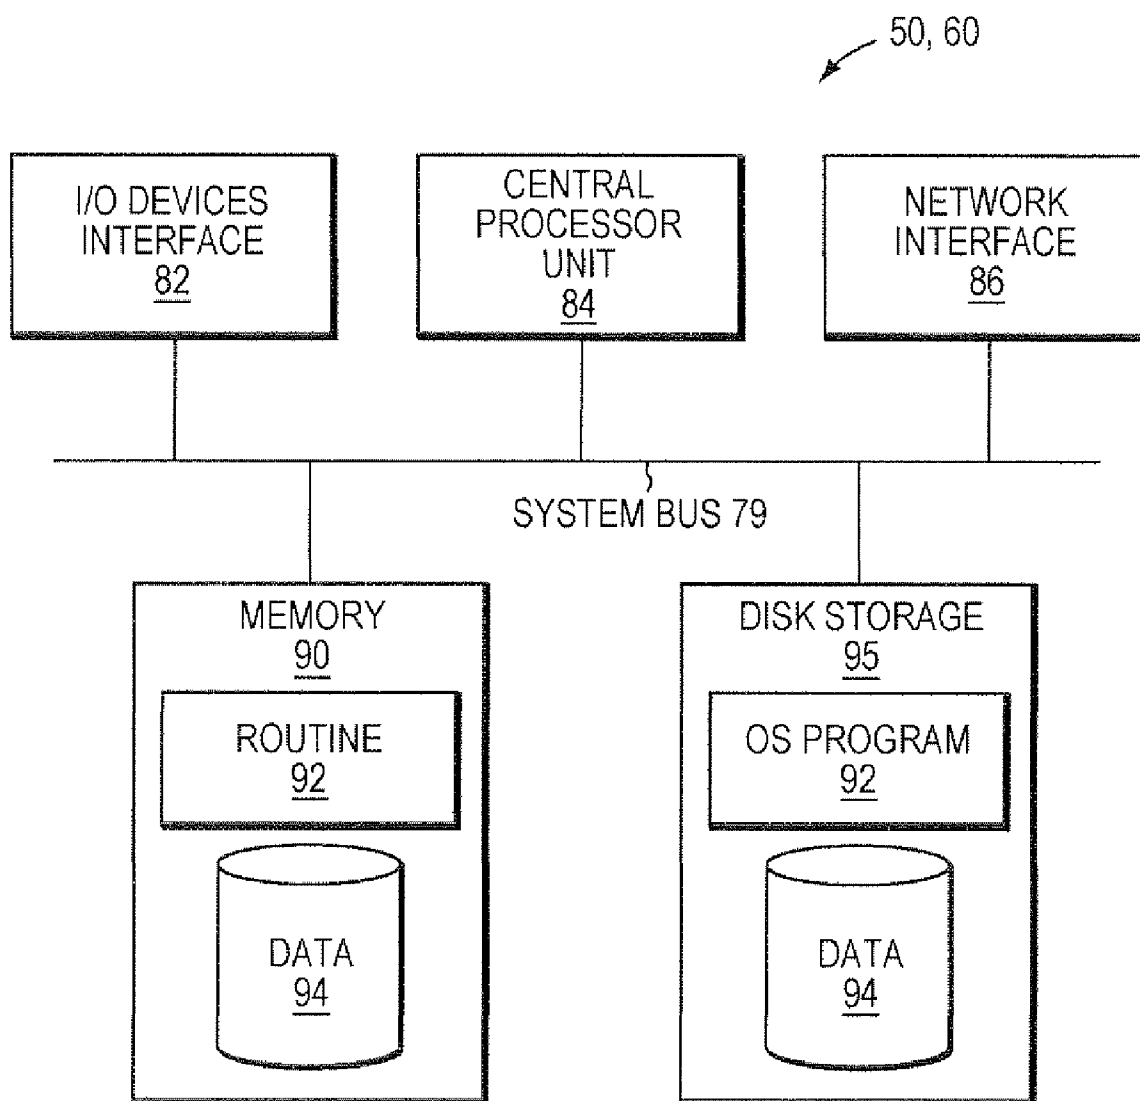 50, 60
I/O DEVICES
INTERFACE
82
CENTRAL
PROCESSOR
UNIT
84
NETWORK
INTERFACE
86
SYSTEM BUS 79
MEMORY
90
ROUTINE
92
DATA
94
DISK STORAGE
95
OS PROGRAM
92
DATA
94